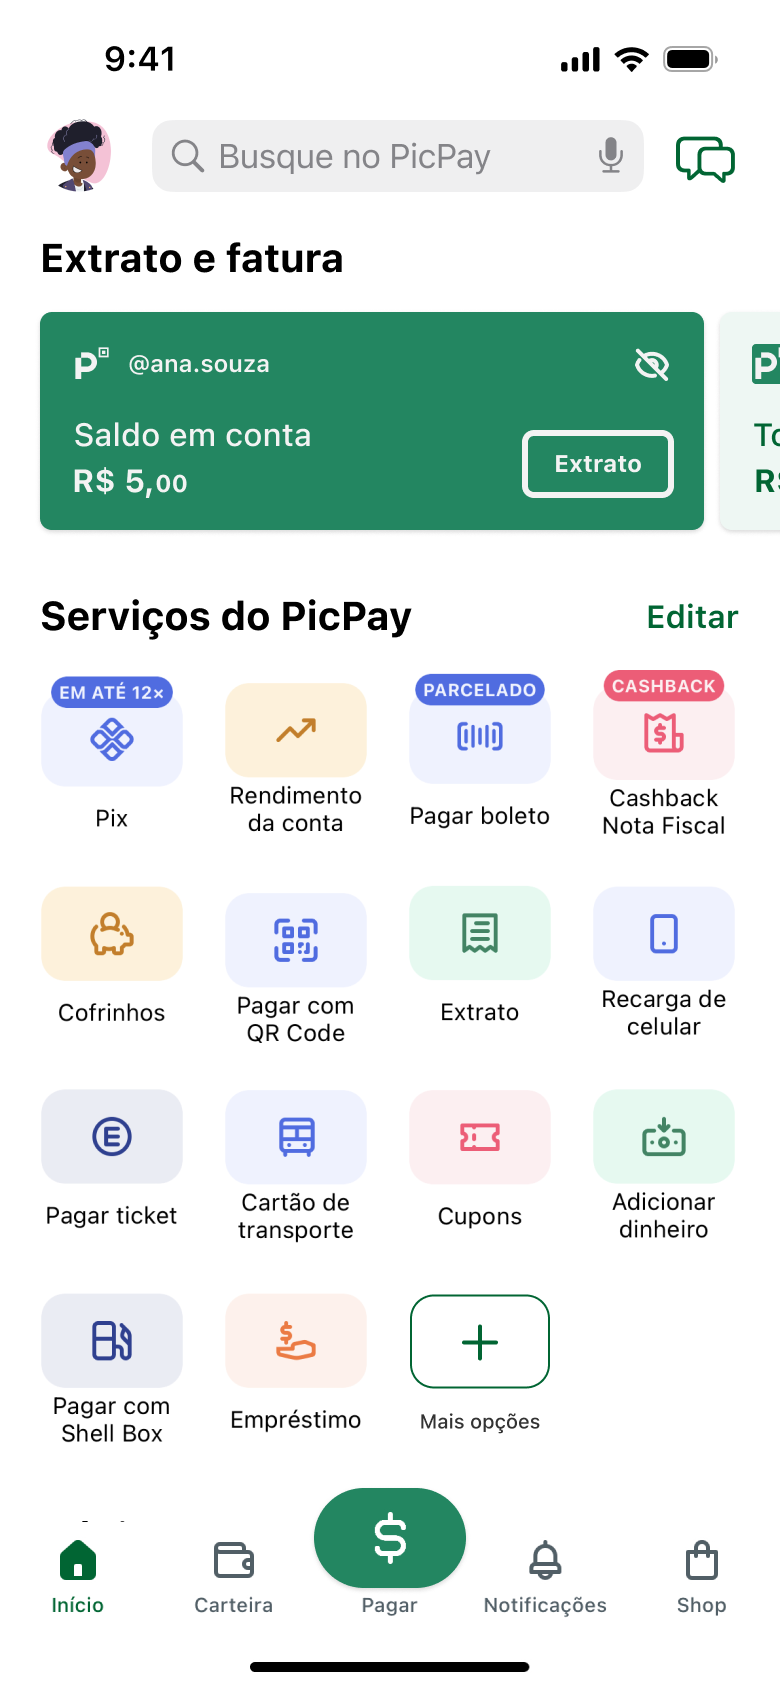 9:41
Busque no PicPay
Extrato e fatura
@ana.souza
Saldo em conta
R$ 5,00
Extrato
Serviços do PicPay
Editar
EM ATÉ 12×
PARCELADO
CASHBACK
Pix
Rendimento
da conta
Pagar boleto
Cashback
Nota Fiscal
Cofrinhos
Pagar com
QR Code
Extrato
Recarga de
celular
Pagar ticket
Cartão de
transporte
Cupons
Adicionar
dinheiro
Pagar com
Shell Box
Empréstimo
Mais opções
Início
Carteira
Pagar
Notificações
Shop